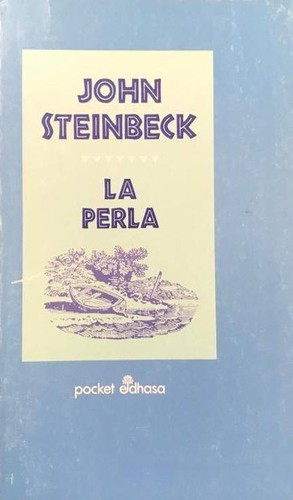 JOHN
STEINBECK
LA
PERLA
pocket edhasa